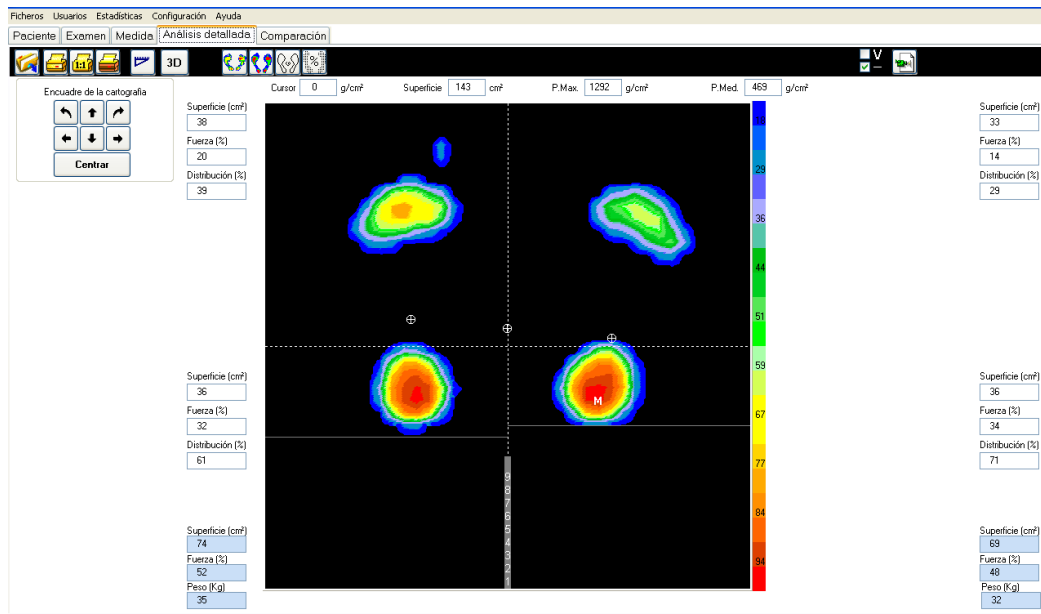 Ficheros Usuarios Estadísticas Configuración Ayuda
Paciente Examen Medida Análisis detallada Comparación
1:1 3D % V
Cursor 0 g/cm² Superficie 143 cm² P.Max. 1292 g/cm² P.Med. 469 g/cm²
Encuadre de la cartografia
Centrar
Superficie (cm²)
38
Fuerza (%)
20
Distribución (%)
39
Superficie (cm²)
36
Fuerza (%)
32
Distribución (%)
61
Superficie (cm²)
74
Fuerza (%)
52
Peso (Kg)
35
M
9
8
7
6
5
4
3
2
1
29
36
44
51
59
67
77
84
94
Superficie (cm²)
33
Fuerza (%)
14
Distribución (%)
29
Superficie (cm²)
36
Fuerza (%)
34
Distribución (%)
71
Superficie (cm²)
69
Fuerza (%)
48
Peso (Kg)
32